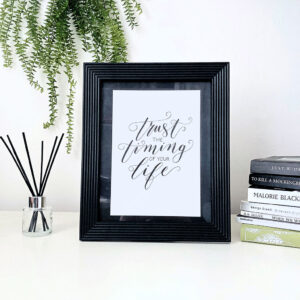 trust
THE
timing
OF YOUR
life
TO KILL A MOCKINGBIRD
MALORIE BLACKMAN